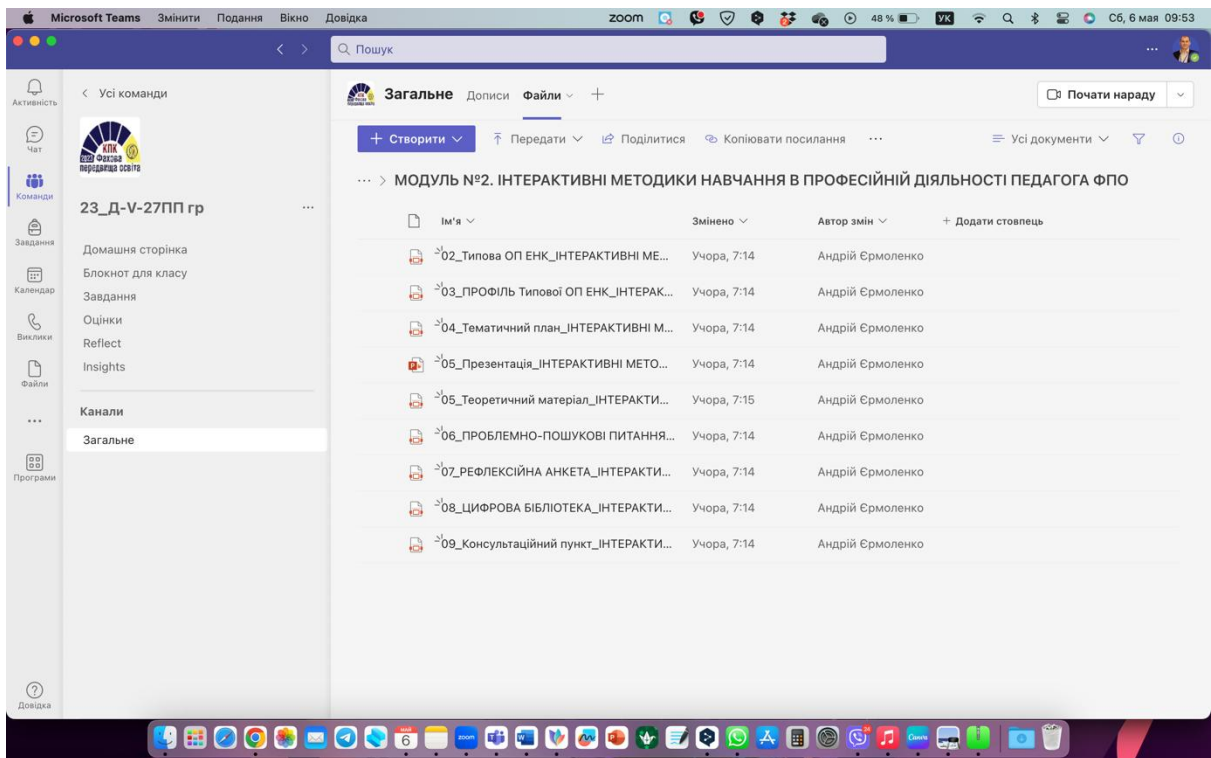 Microsoft Teams Змінити Подання Вікно Довідка zoom 48 % УК Сб, 6 мая 09:53
Пошук
Активність
Чат
Команди
Завдання
Календар
Виклики
Файли
Програми
Довідка
Усі команди
КПК
Фахова
передвища освіта
23_Д-V-27ПП гр
Домашня сторінка
Блокнот для класу
Завдання
Оцінки
Reflect
Insights
Канали
Загальне
Загальне Дописи Файли
Почати нараду
Створити Передати Поділитися Копіювати посилання ... Усі документи
... > МОДУЛЬ №2. ІНТЕРАКТИВНІ МЕТОДИКИ НАВЧАННЯ В ПРОФЕСІЙНІЙ ДІЯЛЬНОСТІ ПЕДАГОГА ФПО
Ім'я Змінено Автор змін + Додати стовпець
02_Типова ОП ЕНК_ІНТЕРАКТИВНІ МЕ... Учора, 7:14 Андрій Єрмоленко
03_ПРОФІЛЬ Типової ОП ЕНК_ІНТЕРАК... Учора, 7:14 Андрій Єрмоленко
04_Тематичний план_ІНТЕРАКТИВНІ М... Учора, 7:14 Андрій Єрмоленко
05_Презентація_ІНТЕРАКТИВНІ МЕТО... Учора, 7:14 Андрій Єрмоленко
05_Теоретичний матеріал_ІНТЕРАКТИ... Учора, 7:15 Андрій Єрмоленко
06_ПРОБЛЕМНО-ПОШУКОВІ ПИТАННЯ... Учора, 7:14 Андрій Єрмоленко
07_РЕФЛЕКСІЙНА АНКЕТА_ІНТЕРАКТИ... Учора, 7:14 Андрій Єрмоленко
08_ЦИФРОВА БІБЛІОТЕКА_ІНТЕРАКТИ... Учора, 7:14 Андрій Єрмоленко
09_Консультаційний пункт_ІНТЕРАКТИ... Учора, 7:14 Андрій Єрмоленко
6
zoom
Canva